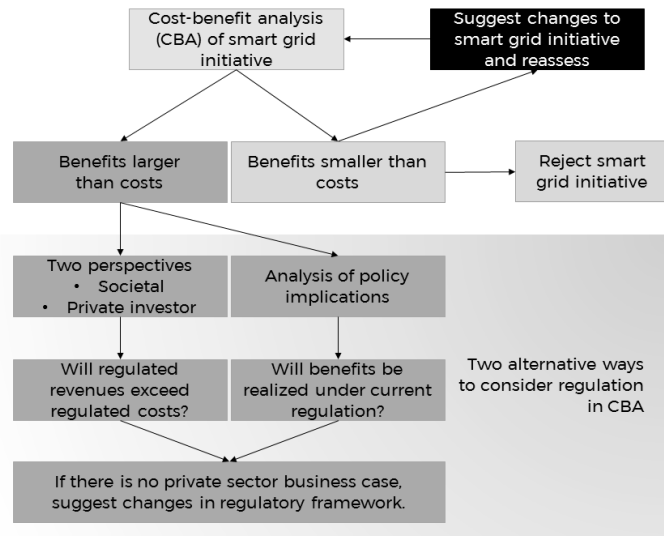 Cost-benefit analysis
(CBA) of smart grid
initiative
Suggest changes to
smart grid initiative
and reassess
Benefits larger
than costs
Benefits smaller than
costs
Reject smart
grid initiative
Two perspectives
• Societal
• Private investor
Analysis of policy
implications
Will regulated
revenues exceed
regulated costs?
Will benefits be
realized under current
regulation?
Two alternative ways
to consider regulation
in CBA
If there is no private sector business case,
suggest changes in regulatory framework.